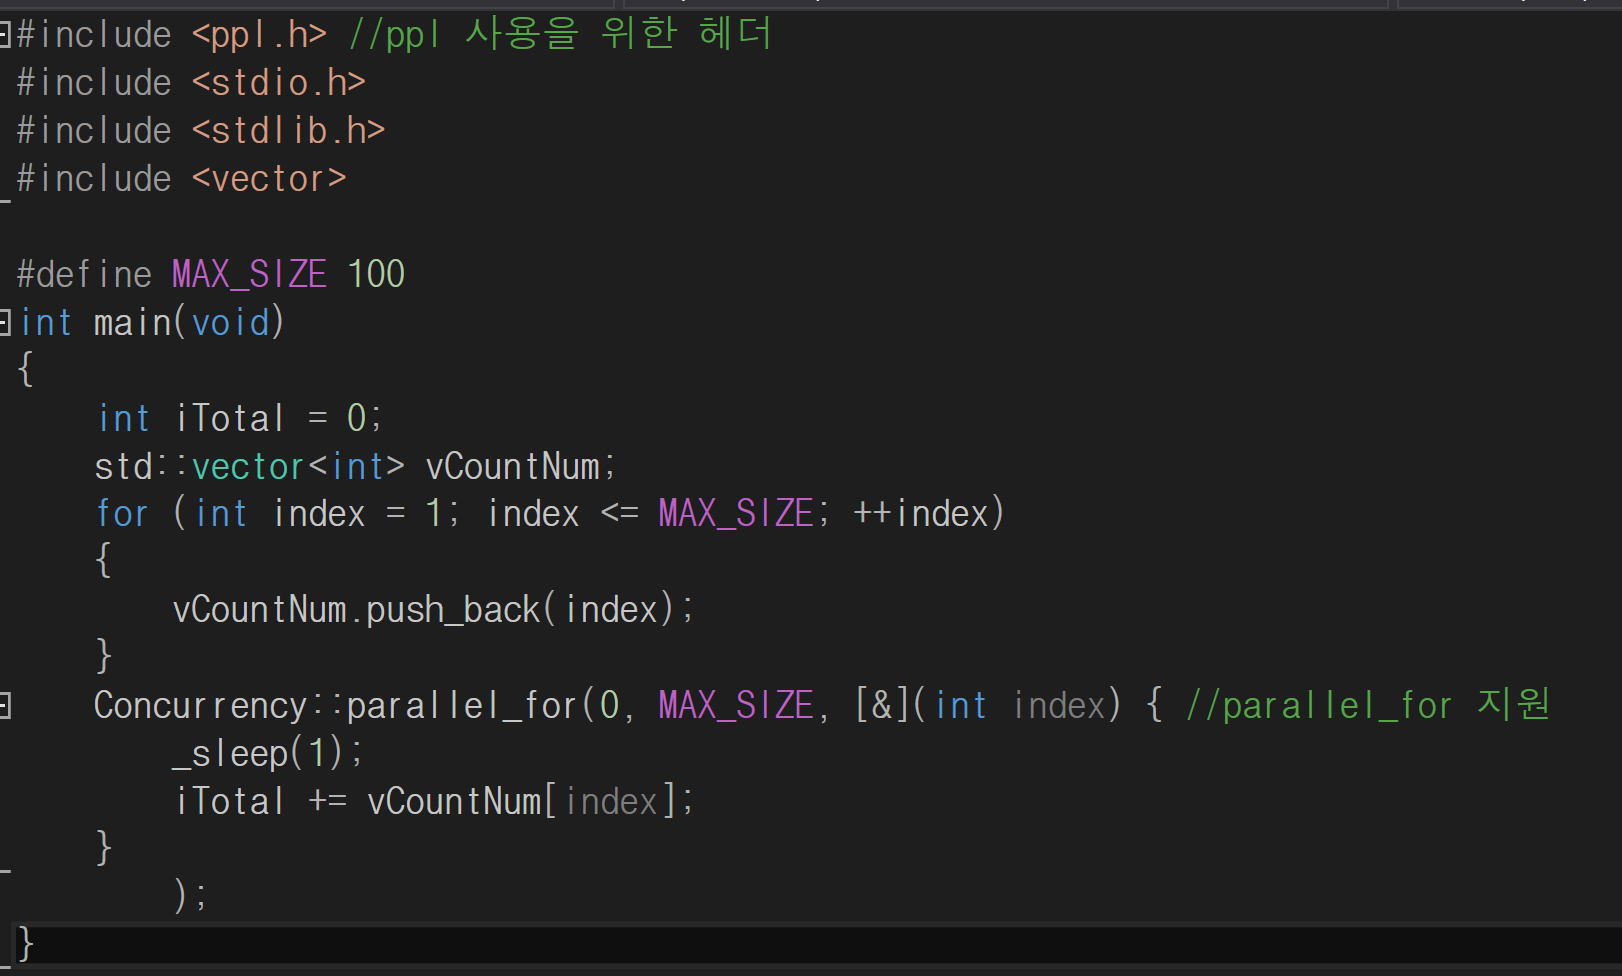 #include <ppl.h> //ppl 사용을 위한 헤더
#include <stdio.h>
#include <stdlib.h>
#include <vector>
#define MAX_SIZE 100
int main(void)
{
int iTotal = 0;
std::vector<int> vCountNum;
for (int index = 1; index <= MAX_SIZE; ++index)
{
vCountNum.push_back(index);
}
Concurrency::parallel_for(0, MAX_SIZE, [&](int index) { //parallel_for 지원
_sleep(1);
iTotal += vCountNum[index];
}
);
}